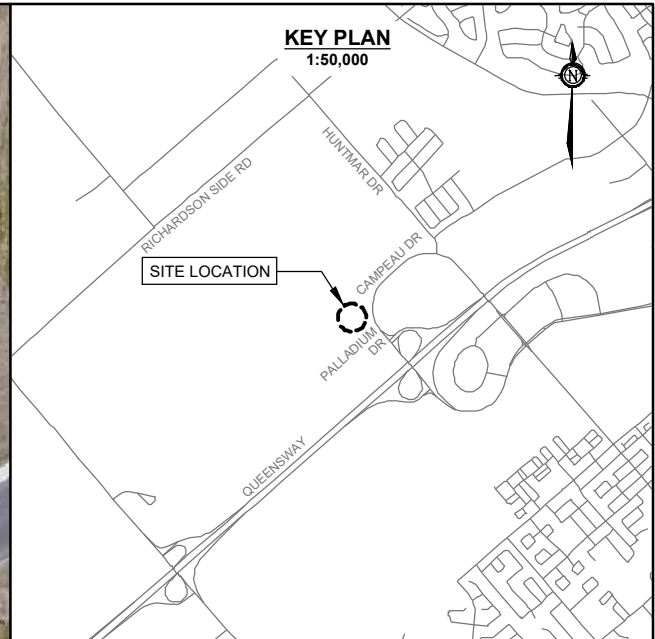 KEY PLAN
1:50,000
N
HUNTMAR DR
RICHARDSON SIDE RD
SITE LOCATION
CAMPEAU DR
PALLADIUM
DR
QUEENSWAY